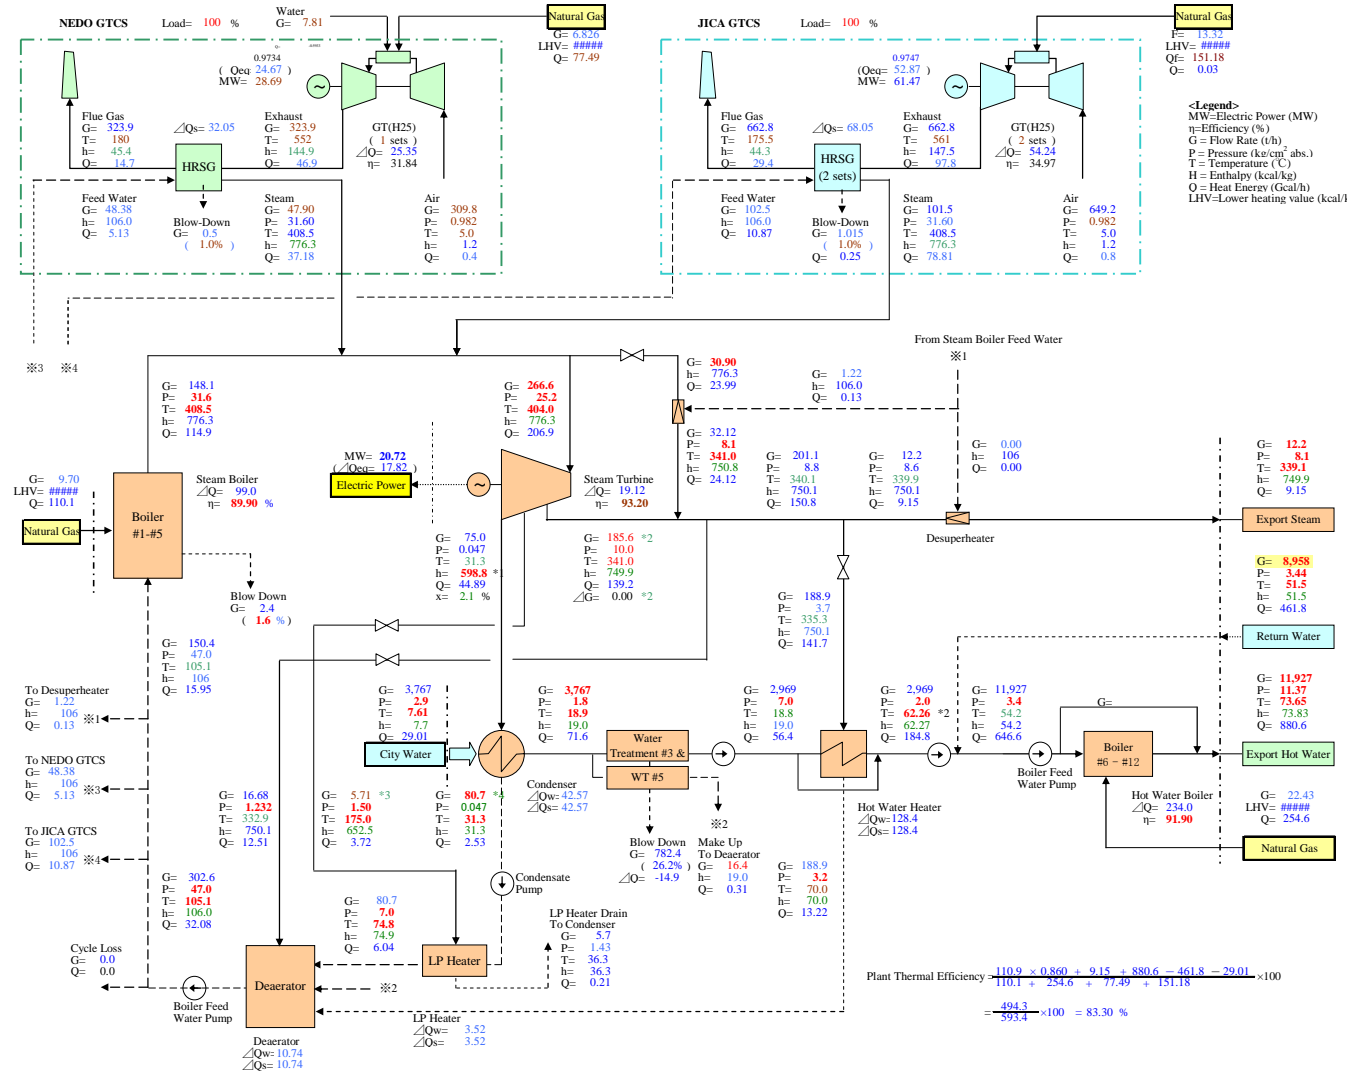 NEDO GTCS
Load= 100 %
Water
G= 7.81
Natural Gas
G= 6.826
LHV= #####
Q= 77.49
0.9734
( Qeq 24.67 )
MW= 28.69
Flue Gas
G= 323.9
T= 180
h= 45.4
Q= 14.7
⊿Qs= 32.05
HRSG
Exhaust
G= 323.9
T= 552
h= 144.9
Q= 46.9
GT(H25)
( 1 sets )
⊿Q= 25.35
η= 31.84
Feed Water
G= 48.38
h= 106.0
Q= 5.13
Blow-Down
G= 0.5
( 1.0% )
Steam
G= 47.90
P= 31.60
T= 408.5
h= 776.3
Q= 37.18
Air
G= 309.8
P= 0.982
T= 5.0
h= 1.2
Q= 0.4
JICA GTCS
Load= 100 %
Natural Gas
F= 13.32
LHV= #####
Qf= 151.18
Q= 0.03
0.9747
(Qeq= 52.87 )
MW= 61.47
Flue Gas
G= 662.8
T= 175.5
h= 44.3
Q= 29.4
⊿Qs= 68.05
HRSG
(2 sets)
Exhaust
G= 662.8
T= 561
h= 147.5
Q= 97.8
GT(H25)
( 2 sets )
⊿Q= 54.24
η= 34.97
Feed Water
G= 102.5
h= 106.0
Q= 10.87
Blow-Down
G= 1.015
( 1.0% )
Q= 0.25
Steam
G= 101.5
P= 31.60
T= 408.5
h= 776.3
Q= 78.81
Air
G= 649.2
P= 0.982
T= 5.0
h= 1.2
Q= 0.8
<Legend>
MW=Electric Power (MW)
η=Efficiency (%)
G = Flow Rate (t/h)
P = Pressure (kg/cm² abs.)
T = Temperature (℃)
H = Enthalpy (kcal/kg)
Q = Heat Energy (Gcal/h)
LHV=Lower heating value (kcal/
※3 ※4
G= 148.1
P= 31.6
T= 408.5
h= 776.3
Q= 114.9
G= 266.6
P= 25.2
T= 404.0
h= 776.3
Q= 206.9
G= 30.90
h= 776.3
Q= 23.99
From Steam Boiler Feed Water
※1
G= 1.22
h= 106.0
Q= 0.13
G= 32.12
P= 8.1
T= 341.0
h= 750.8
Q= 24.12
G= 201.1
P= 8.8
T= 340.1
h= 750.1
Q= 150.8
G= 12.2
P= 8.6
T= 339.9
h= 750.1
Q= 9.15
G= 0.00
h= 106
Q= 0.00
G= 12.2
P= 8.1
T= 339.1
h= 749.9
Q= 9.15
G= 9.70
LHV= #####
Q= 110.1
Natural Gas
Boiler
#1-#5
Steam Boiler
⊿Q= 99.0
η= 89.90 %
MW= 20.72
(⊿Qeq= 17.82 )
Electric Power
Steam Turbine
⊿Q= 19.12
η= 93.20
Desuperheater
Export Steam
G= 75.0
P= 0.047
T= 31.3
h= 598.8 *1
Q= 44.89
x= 2.1 %
G= 185.6 *2
P= 10.0
T= 341.0
h= 749.9
Q= 139.2
⊿G= 0.00 *2
Blow Down
G= 2.4
( 1.6 % )
G= 188.9
P= 3.7
T= 335.3
h= 750.1
Q= 141.7
G= 8,958
P= 3.44
T= 51.5
h= 51.5
Q= 461.8
Return Water
G= 150.4
P= 47.0
T= 105.1
h= 106
Q= 15.95
To Desuperheater
G= 1.22
h= 106
Q= 0.13
※1
To NEDO GTCS
G= 48.38
h= 106
Q= 5.13
※3
To JICA GTCS
G= 102.5
h= 106
Q= 10.87
※4
G= 3,767
P= 2.9
T= 7.61
h= 7.7
Q= 29.01
City Water
G= 3,767
P= 1.8
T= 18.9
h= 19.0
Q= 71.6
Condenser
⊿Qw= 42.57
⊿Qs= 42.57
Water
Treatment #3 &
WT #5
G= 2,969
P= 7.0
T= 18.8
h= 19.0
Q= 56.4
G= 2,969
P= 2.0
T= 62.26 *2
h= 62.27
Q= 184.8
G= 11,927
P= 3.4
T= 54.2
h= 54.2
Q= 646.6
G=
Boiler
#6 － #12
Boiler Feed
Water Pump
G= 11,927
P= 11.37
T= 73.65
h= 73.83
Q= 880.6
Export Hot Water
Hot Water Boiler
⊿Q= 234.0
η= 91.90
G= 22.43
LHV= #####
Q= 254.6
Natural Gas
Hot Water Heater
⊿Qw= 128.4
⊿Qs= 128.4
G= 16.68
P= 1.232
T= 332.9
h= 750.1
Q= 12.51
G= 5.71 *3
P= 1.50
T= 175.0
h= 652.5
Q= 3.72
G= 80.7
P= 0.047
T= 31.3
h= 31.3
Q= 2.53
※2
Blow Down
G= 782.4
( 26.2% )
⊿Q= -14.9
Make Up
To Deaerator
G= 16.4
h= 19.0
Q= 0.31
G= 188.9
P= 3.2
T= 70.0
h= 70.0
Q= 13.22
G= 302.6
P= 47.0
T= 105.1
h= 106.0
Q= 32.08
Condensate
Pump
G= 80.7
P= 7.0
T= 74.8
h= 74.9
Q= 6.04
LP Heater
LP Heater Drain
To Condenser
G= 5.7
P= 1.43
T= 36.3
h= 36.3
Q= 0.21
Cycle Loss
G= 0.0
Q= 0.0
Boiler Feed
Water Pump
Deaerator
※2
Deaerator
⊿Qw= 10.74
⊿Qs= 10.74
LP Heater
⊿Qw= 3.52
⊿Qs= 3.52
Plant Thermal Efficiency = 110.9 × 0.860 + 9.15 + 880.6 － 461.8 － 29.01 ×100
110.1 + 254.6 + 77.49 + 151.18
= 494.3 ×100 = 83.30 %
593.4